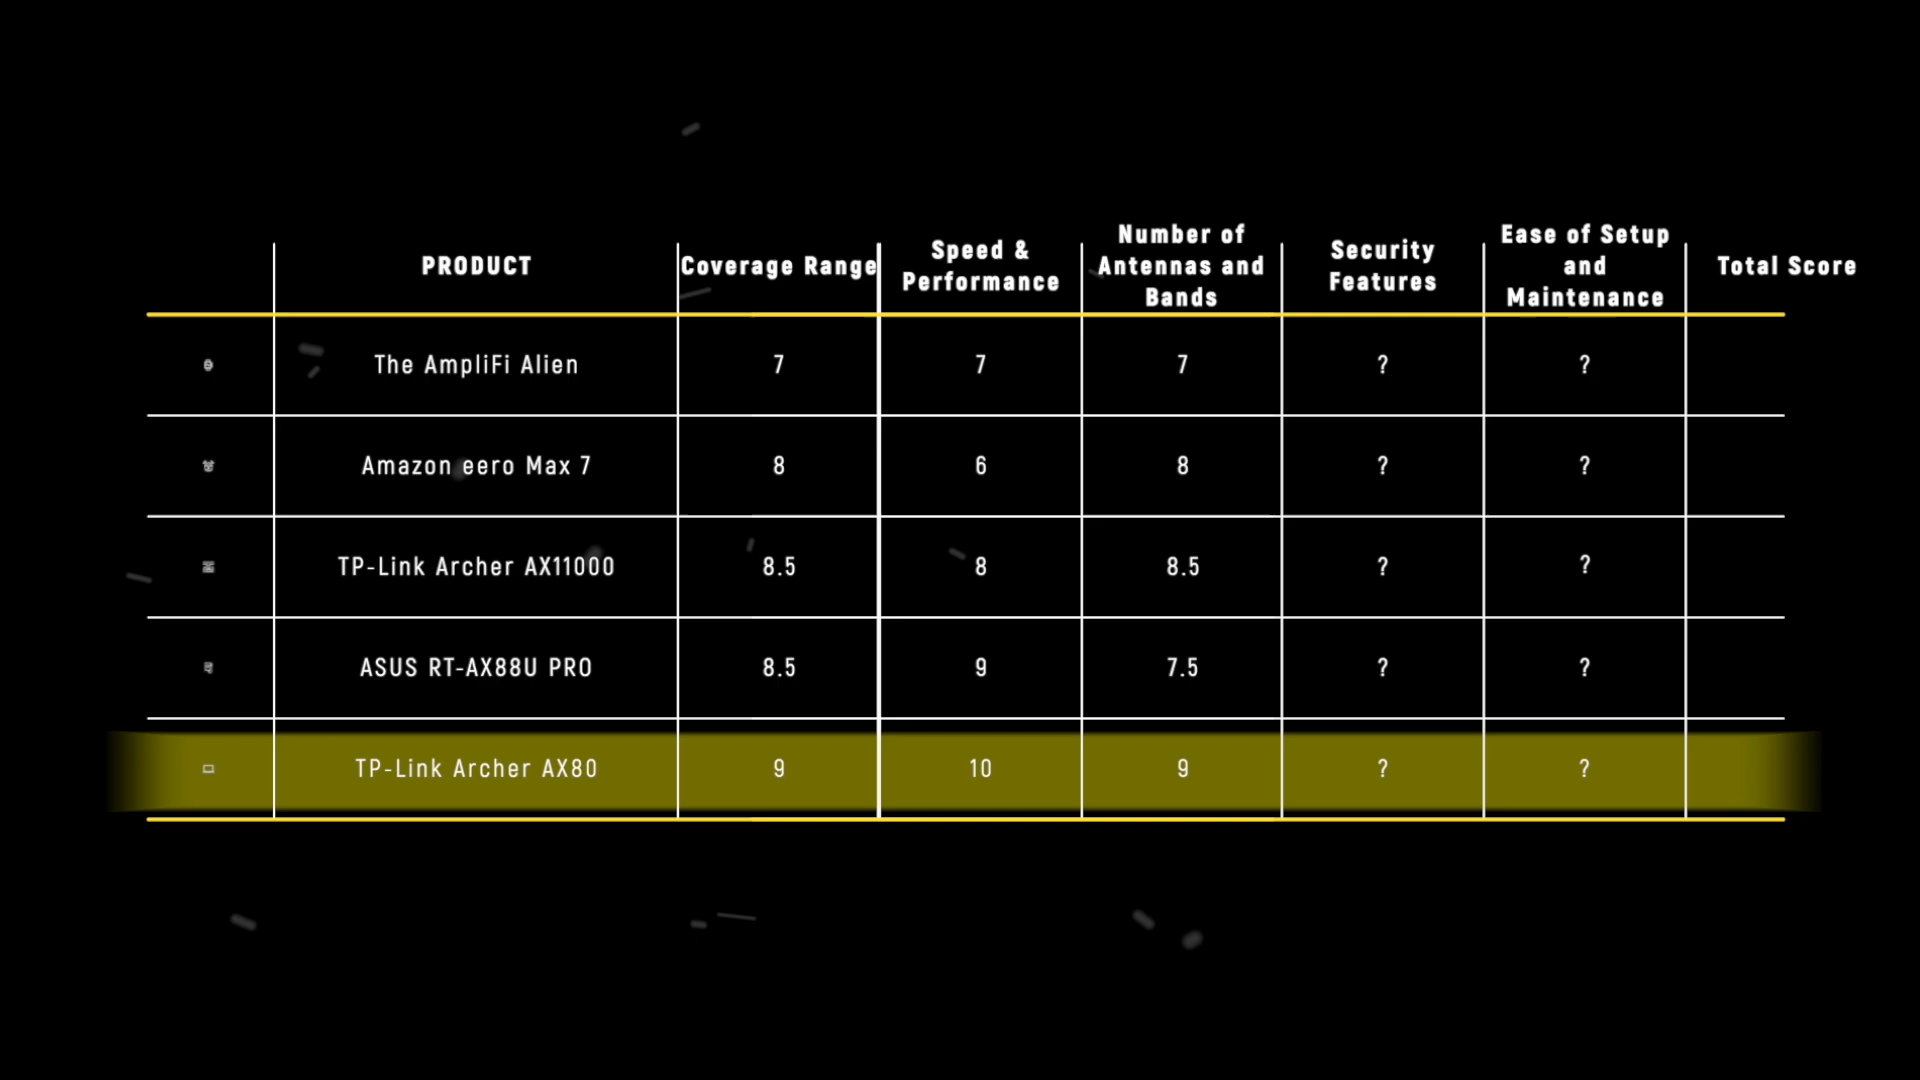 PRODUCT
Coverage Range
Speed &
Performance
Number of
Antennas and
Bands
Security
Features
Ease of Setup
and
Maintenance
Total Score
The AmpliFi Alien 7 7 7 ? ?
Amazon eero Max 7 8 6 8 ? ?
TP-Link Archer AX11000 8.5 8 8.5 ? ?
ASUS RT-AX88U PRO 8.5 9 7.5 ? ?
TP-Link Archer AX80 9 10 9 ? ?